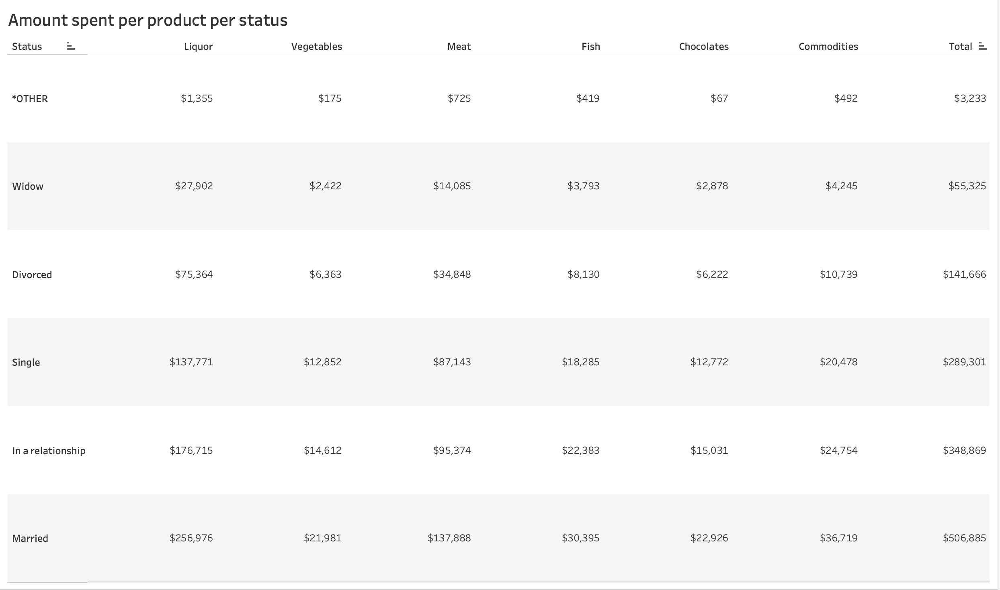 Amount spent per product per status
Status Liquor Vegetables Meat Fish Chocolates Commodities Total
*OTHER $1,355 $175 $725 $419 $67 $492 $3,233
Widow $27,902 $2,422 $14,085 $3,793 $2,878 $4,245 $55,325
Divorced $75,364 $6,363 $34,848 $8,130 $6,222 $10,739 $141,666
Single $137,771 $12,852 $87,143 $18,285 $12,772 $20,478 $289,301
In a relationship $176,715 $14,612 $95,374 $22,383 $15,031 $24,754 $348,869
Married $256,976 $21,981 $137,888 $30,395 $22,926 $36,719 $506,885